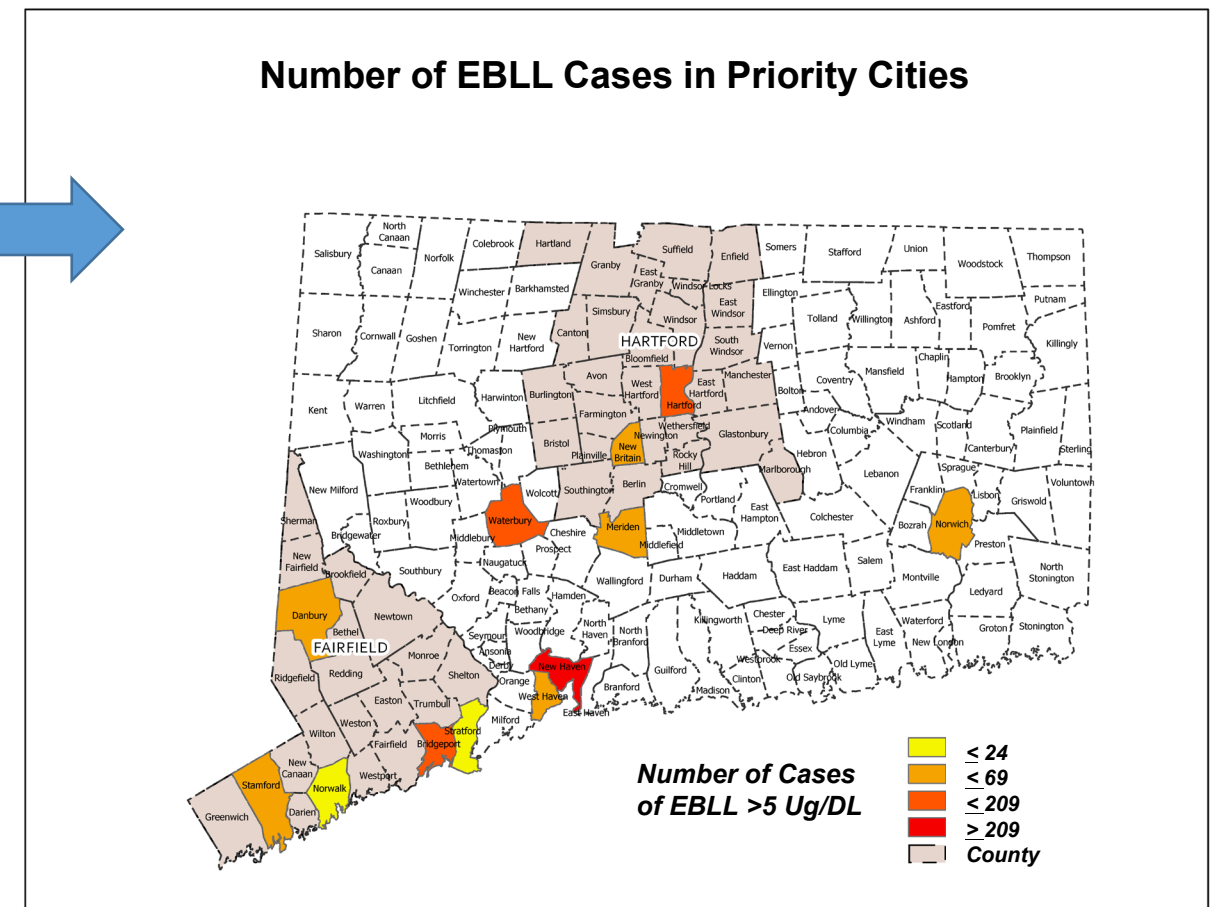 Number of EBLL Cases in Priority Cities
North
Canaan
Colebrook
Hartland
Suffield
Enfield
Somers
Stafford
Union
Woodstock
Thompson
Salisbury
Canaan
Norfolk
Granby
East
Granby
Windsor Locks
Winchester
Barkhamsted
East
Windsor
Ellington
Putnam
Eastford
Sharon
Cornwall
Goshen
Torrington
New
Hartford
Canton
Simsbury
Windsor
Tolland
Willington
Ashford
Pomfret
Killingly
HARTFORD
Bloomfield
South
Windsor
Vernon
Chaplin
Kent
Warren
Litchfield
Harwinton
Burlington
Avon
West
Hartford
Hartford
East
Hartford
Manchester
Bolton
Coventry
Mansfield
Hampton
Brooklyn
Andover
Farmington
Wethersfield
Newington
Glastonbury
Columbia
Windham
Scotland
Canterbury
Plainfield
Sterling
Washington
Morris
Plymouth
Thomaston
Bristol
Plainville
New
Britain
Rocky
Hill
Hebron
Marlborough
Bethlehem
Watertown
Wolcott
Southington
Berlin
Cromwell
Portland
East
Hampton
Lebanon
Sprague
Franklin
Lisbon
Griswold
Voluntown
New Milford
Woodbury
Roxbury
Bridgewater
Sherman
Waterbury
Middlebury
Cheshire
Prospect
Meriden
Middlefield
Middletown
Colchester
Bozrah
Norwich
Preston
New
Fairfield
Brookfield
Southbury
Naugatuck
Beacon Falls
Bethany
Hamden
Wallingford
Durham
Haddam
East Haddam
Salem
Montville
Ledyard
North
Stonington
Danbury
Bethel
Newtown
Oxford
Seymour
Ansonia
Derby
Woodbridge
North
Haven
North
Branford
Killingworth
Chester
Deep River
Essex
Lyme
East
Lyme
Waterford
New London
Groton
Stonington
FAIRFIELD
Ridgefield
Redding
Monroe
Shelton
Orange
New Haven
West Haven
East Haven
Branford
Guilford
Madison
Clinton
Westbrook
Old Saybrook
Old Lyme
Easton
Trumbull
Weston
Wilton
Fairfield
Bridgeport
Stratford
Milford
New
Canaan
Westport
Stamford
Norwalk
Greenwich
Darien
Number of Cases
of EBLL >5 Ug/DL
< 24
< 69
< 209
> 209
County